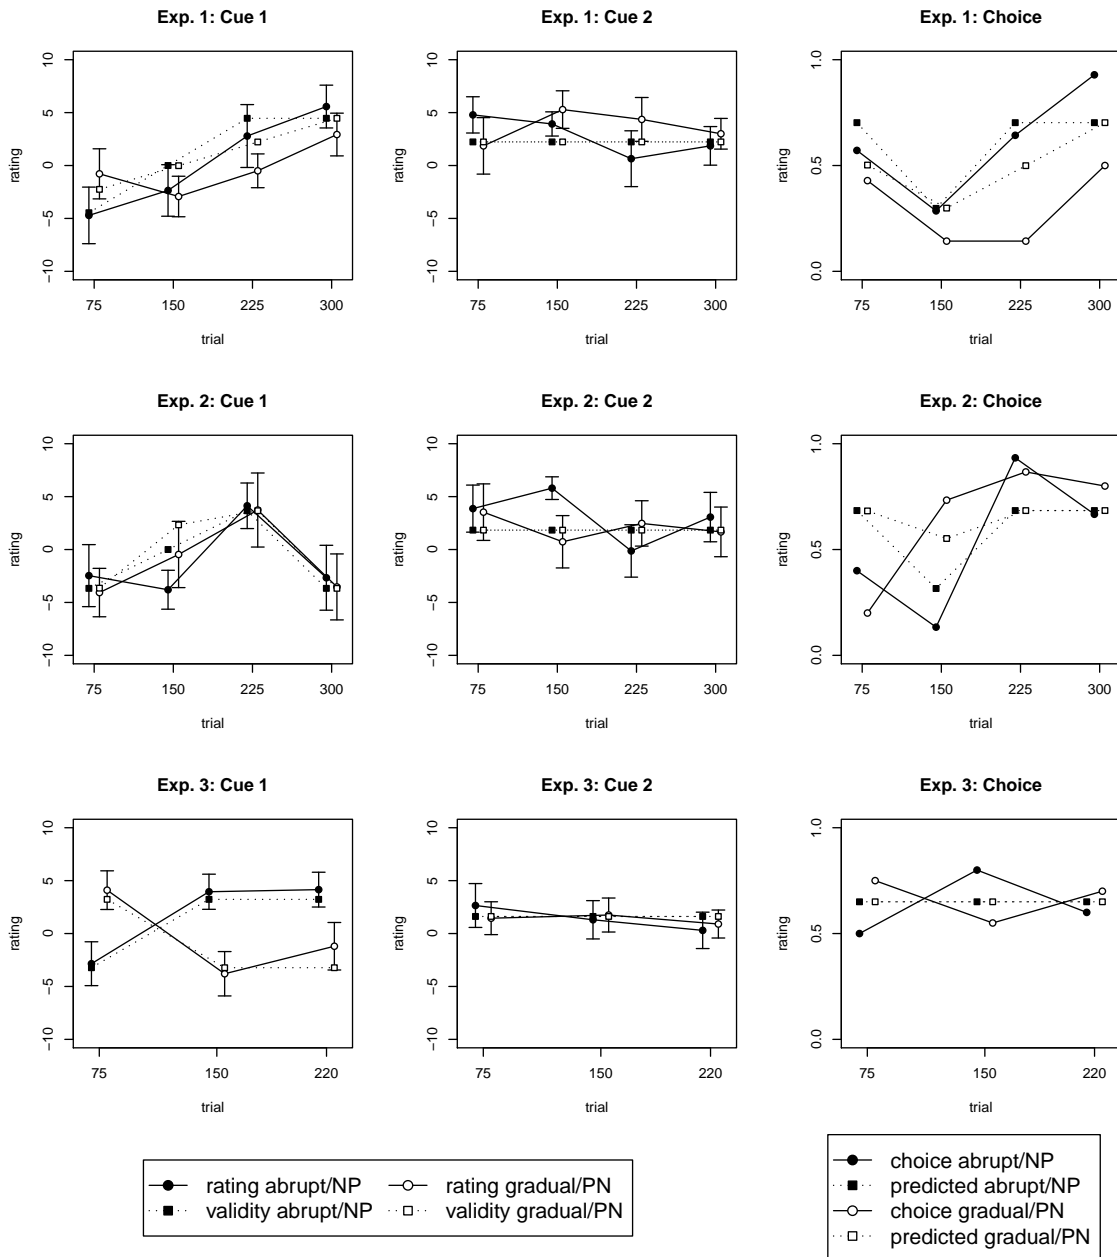 Exp. 1: Cue 1
Exp. 1: Cue 2
Exp. 1: Choice
10
5
0
−5
−10
rating
75 150 225 300
trial
10
5
0
−5
−10
rating
75 150 225 300
trial
1.0
0.5
0.0
rating
75 150 225 300
trial
Exp. 2: Cue 1
Exp. 2: Cue 2
Exp. 2: Choice
10
5
0
−5
−10
rating
75 150 225 300
trial
10
5
0
−5
−10
rating
75 150 225 300
trial
1.0
0.5
0.0
rating
75 150 225 300
trial
Exp. 3: Cue 1
Exp. 3: Cue 2
Exp. 3: Choice
10
5
0
−5
−10
rating
75 150 220
trial
10
5
0
−5
−10
rating
75 150 220
trial
1.0
0.5
0.0
rating
75 150 220
trial
rating abrupt/NP rating gradual/PN
validity abrupt/NP validity gradual/PN
choice abrupt/NP
predicted abrupt/NP
choice gradual/PN
predicted gradual/PN